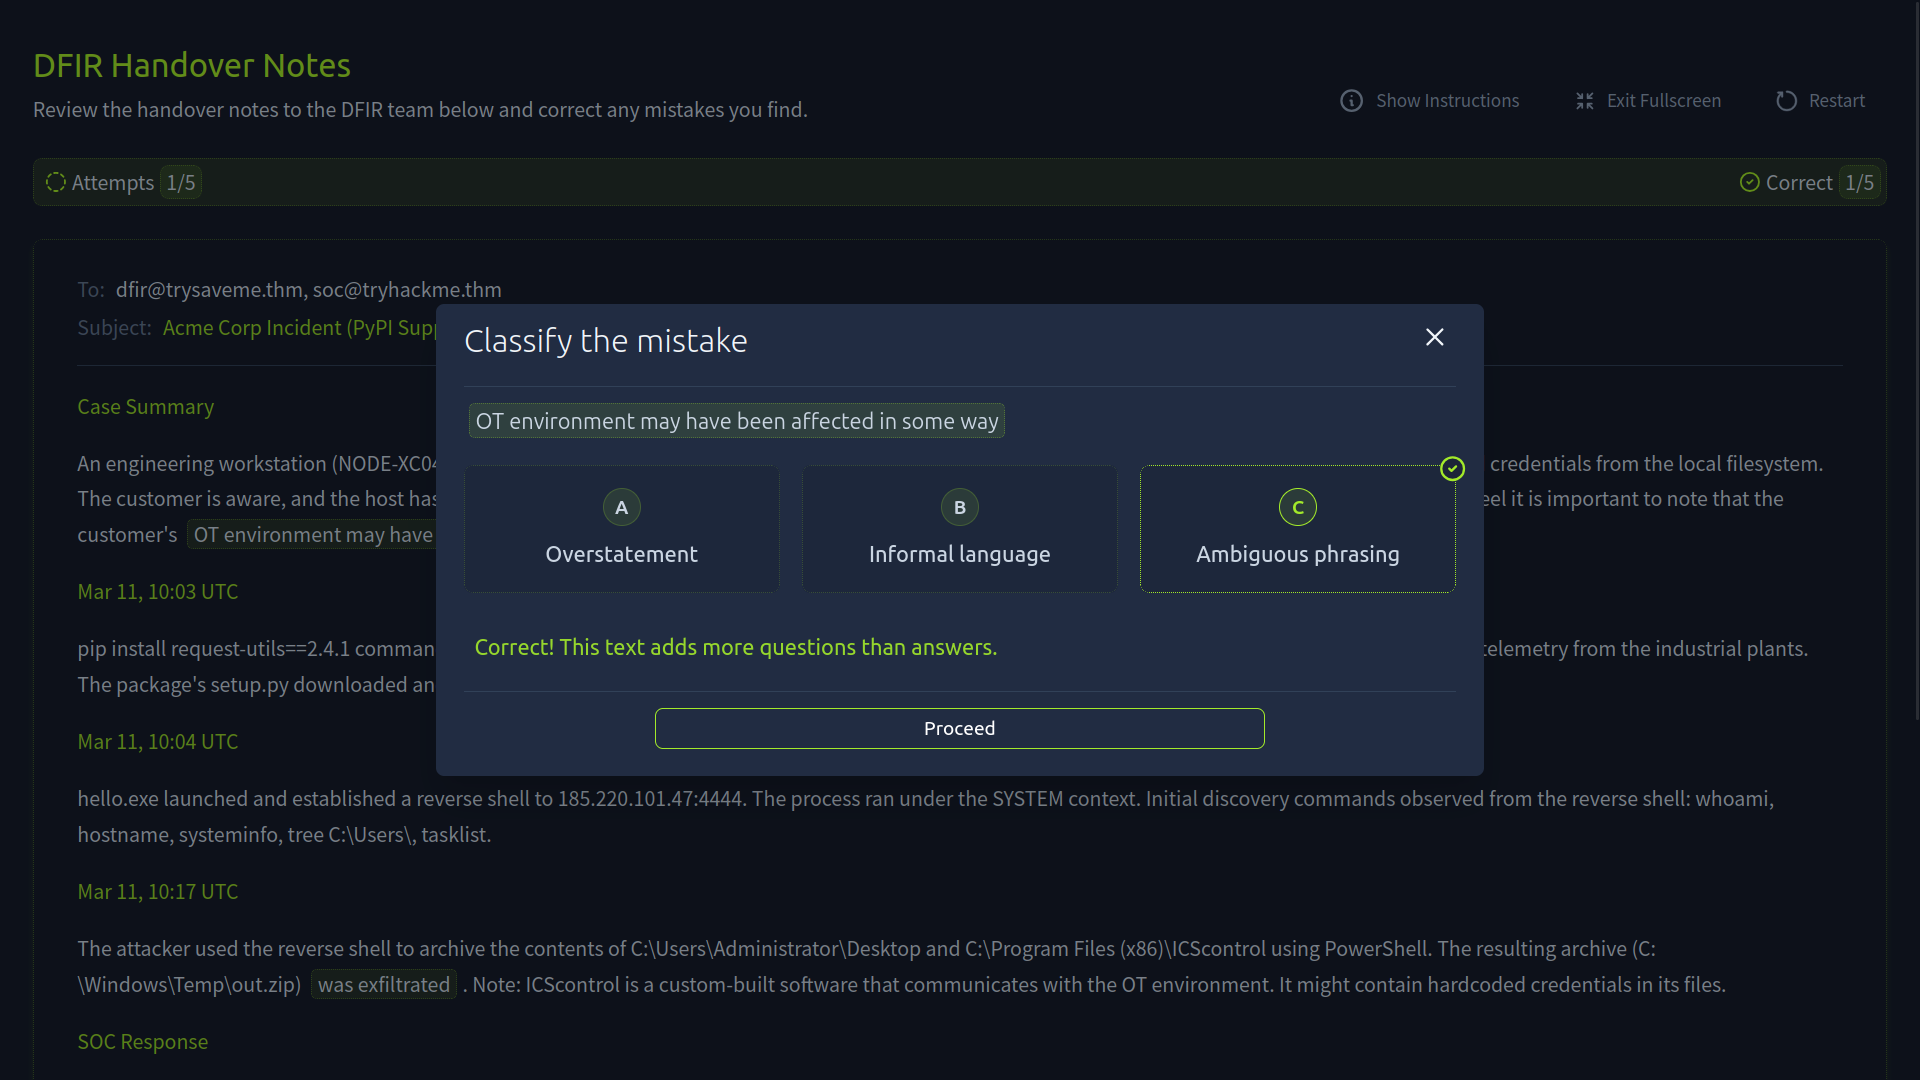 DFIR Handover Notes
Review the handover notes to the DFIR team below and correct any mistakes you find.
Show Instructions
Exit Fullscreen
Restart
Attempts 1/5
Correct 1/5
To: dfir@trysaveme.thm, soc@tryhackme.thm
Subject: Acme Corp Incident (PyPI
Classify the mistake
OT environment may have been affected in some way
A
Overstatement
B
Informal language
C
Ambiguous phrasing
Correct! This text adds more questions than answers.
Proceed
Case Summary
An engineering workstation credentials from the local filesystem.
The customer is aware, and the host has it is important to note that the
customer's OT environment may have
Mar 11, 10:03 UTC
pip install request-utils==2.4.1 telemetry from the industrial plants.
The package's setup.py downloaded
Mar 11, 10:04 UTC
hello.exe launched and established a reverse shell to 185.220.101.47:4444. The process ran under the SYSTEM context. Initial discovery commands observed from the reverse shell: whoami,
hostname, systeminfo, tree C:\Users\, tasklist.
Mar 11, 10:17 UTC
The attacker used the reverse shell to archive the contents of C:\Users\Administrator\Desktop and C:\Program Files (x86)\ICScontrol using PowerShell. The resulting archive (C:
\Windows\Temp\out.zip) was exfiltrated . Note: ICScontrol is a custom-built software that communicates with the OT environment. It might contain hardcoded credentials in its files.
SOC Response